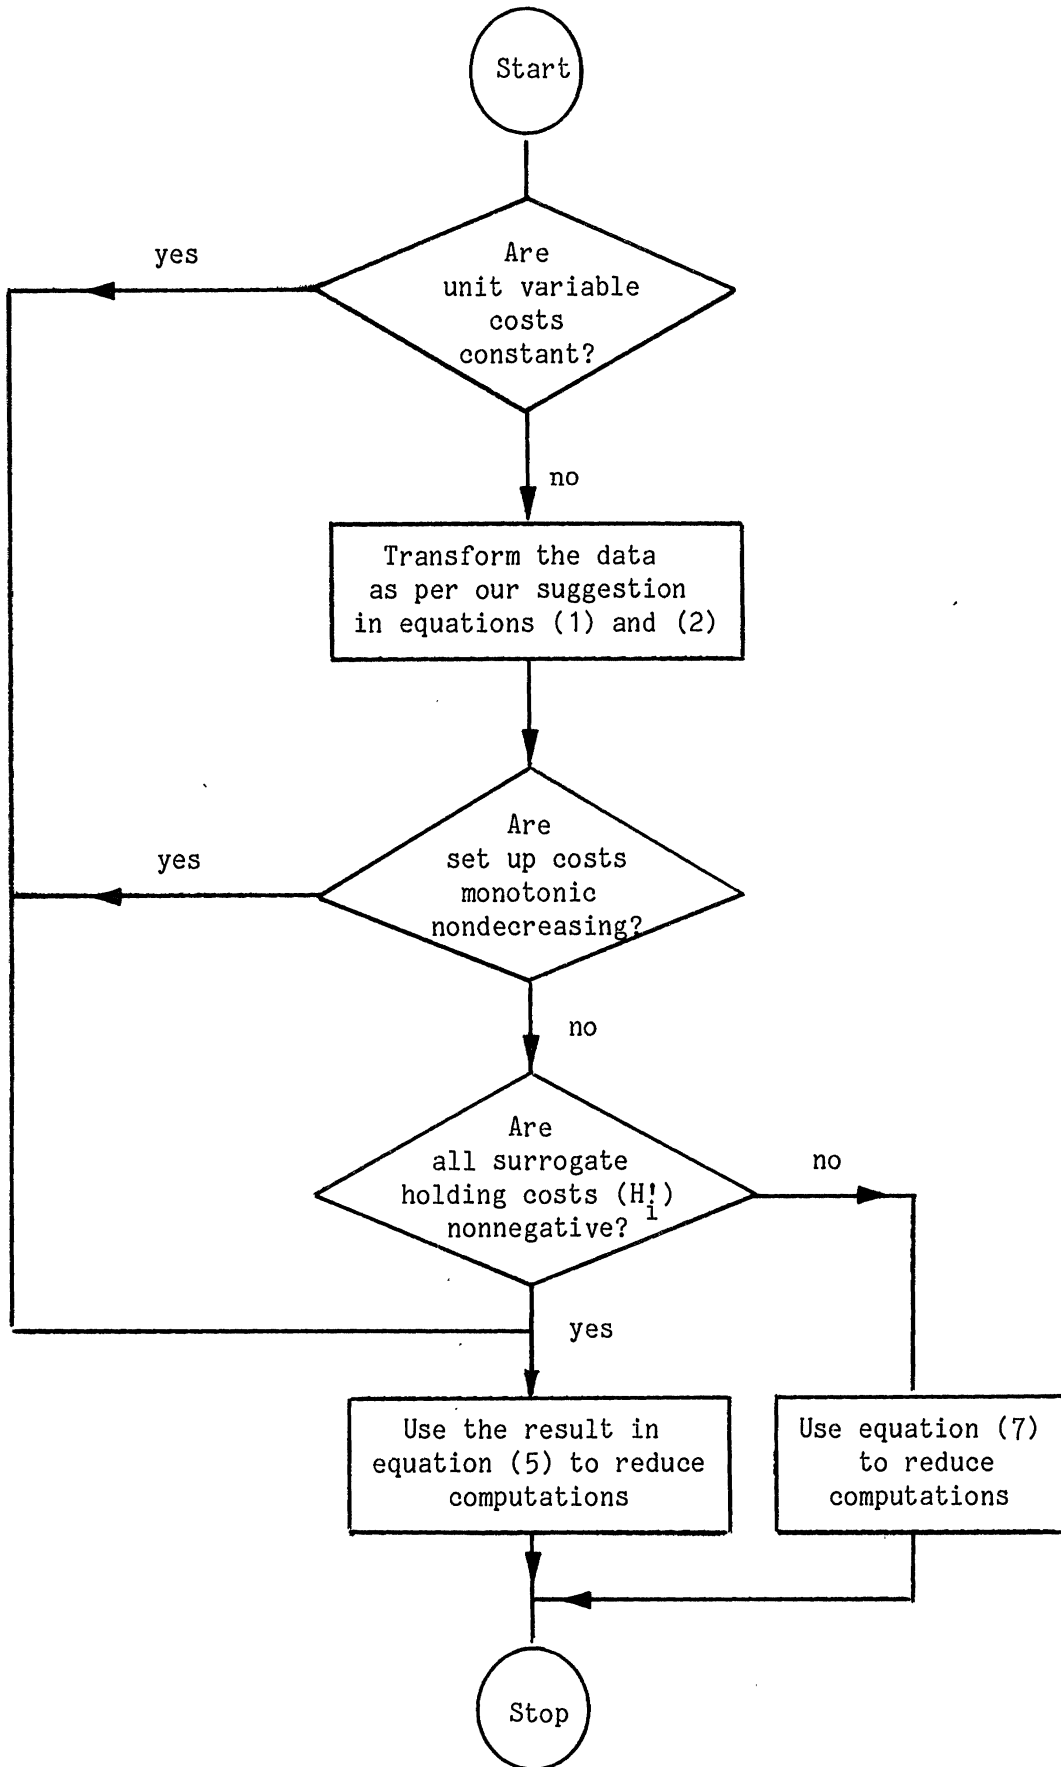 Start
yes
Are
unit variable
costs
constant?
no
Transform the data
as per our suggestion
in equations (1) and (2)
yes
Are
set up costs
monotonic
nondecreasing?
no
Are
all surrogate
holding costs (H!)
i
nonnegative?
no
yes
Use the result in
equation (5) to reduce
computations
Use equation (7)
to reduce
computations
Stop